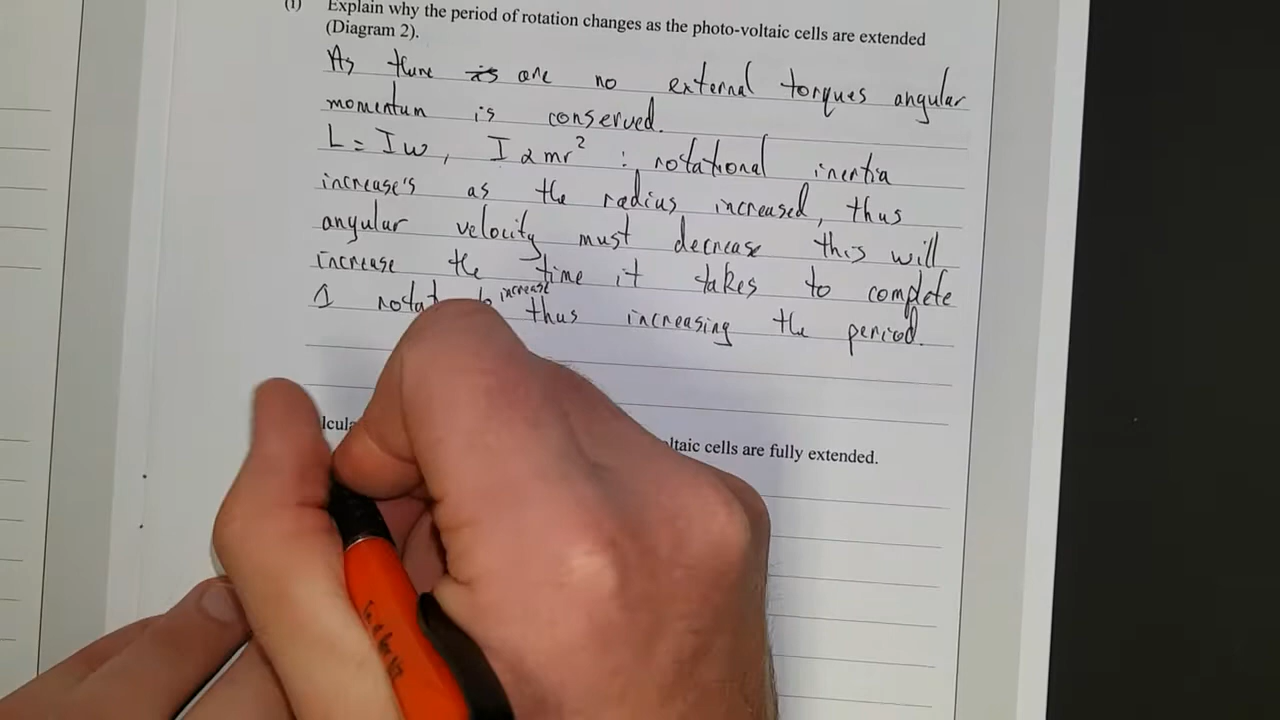 (i) Explain why the period of rotation changes as the photo-voltaic cells are extended
(Diagram 2).
As there is are no external torques angular
momentum is conserved.
L = Iω, I α mr² : rotational inertia
increase's as the radius increased, thus
angular velocity must decrease this will
increase the time it takes to complete
increase
1 thus increasing the period.
cells are fully extended.